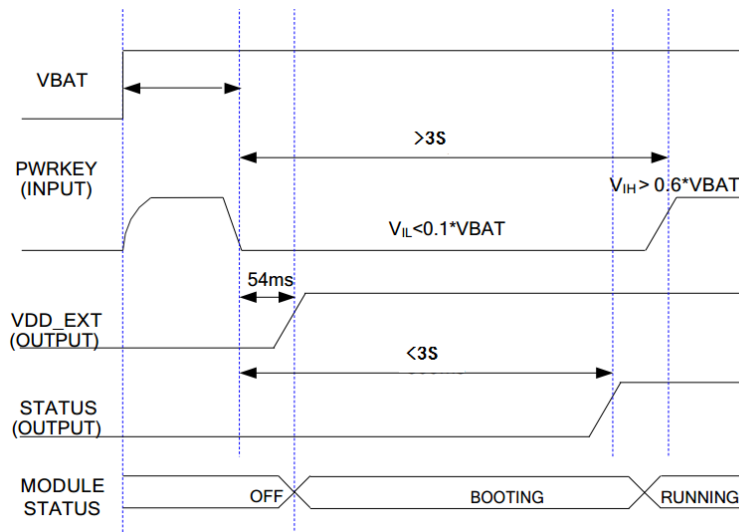 VBAT
>3S
PWRKEY
(INPUT)
VIH > 0.6*VBAT
VIL<0.1*VBAT
54ms
VDD_EXT
(OUTPUT)
<3S
STATUS
(OUTPUT)
MODULE
STATUS
OFF
BOOTING
RUNNING